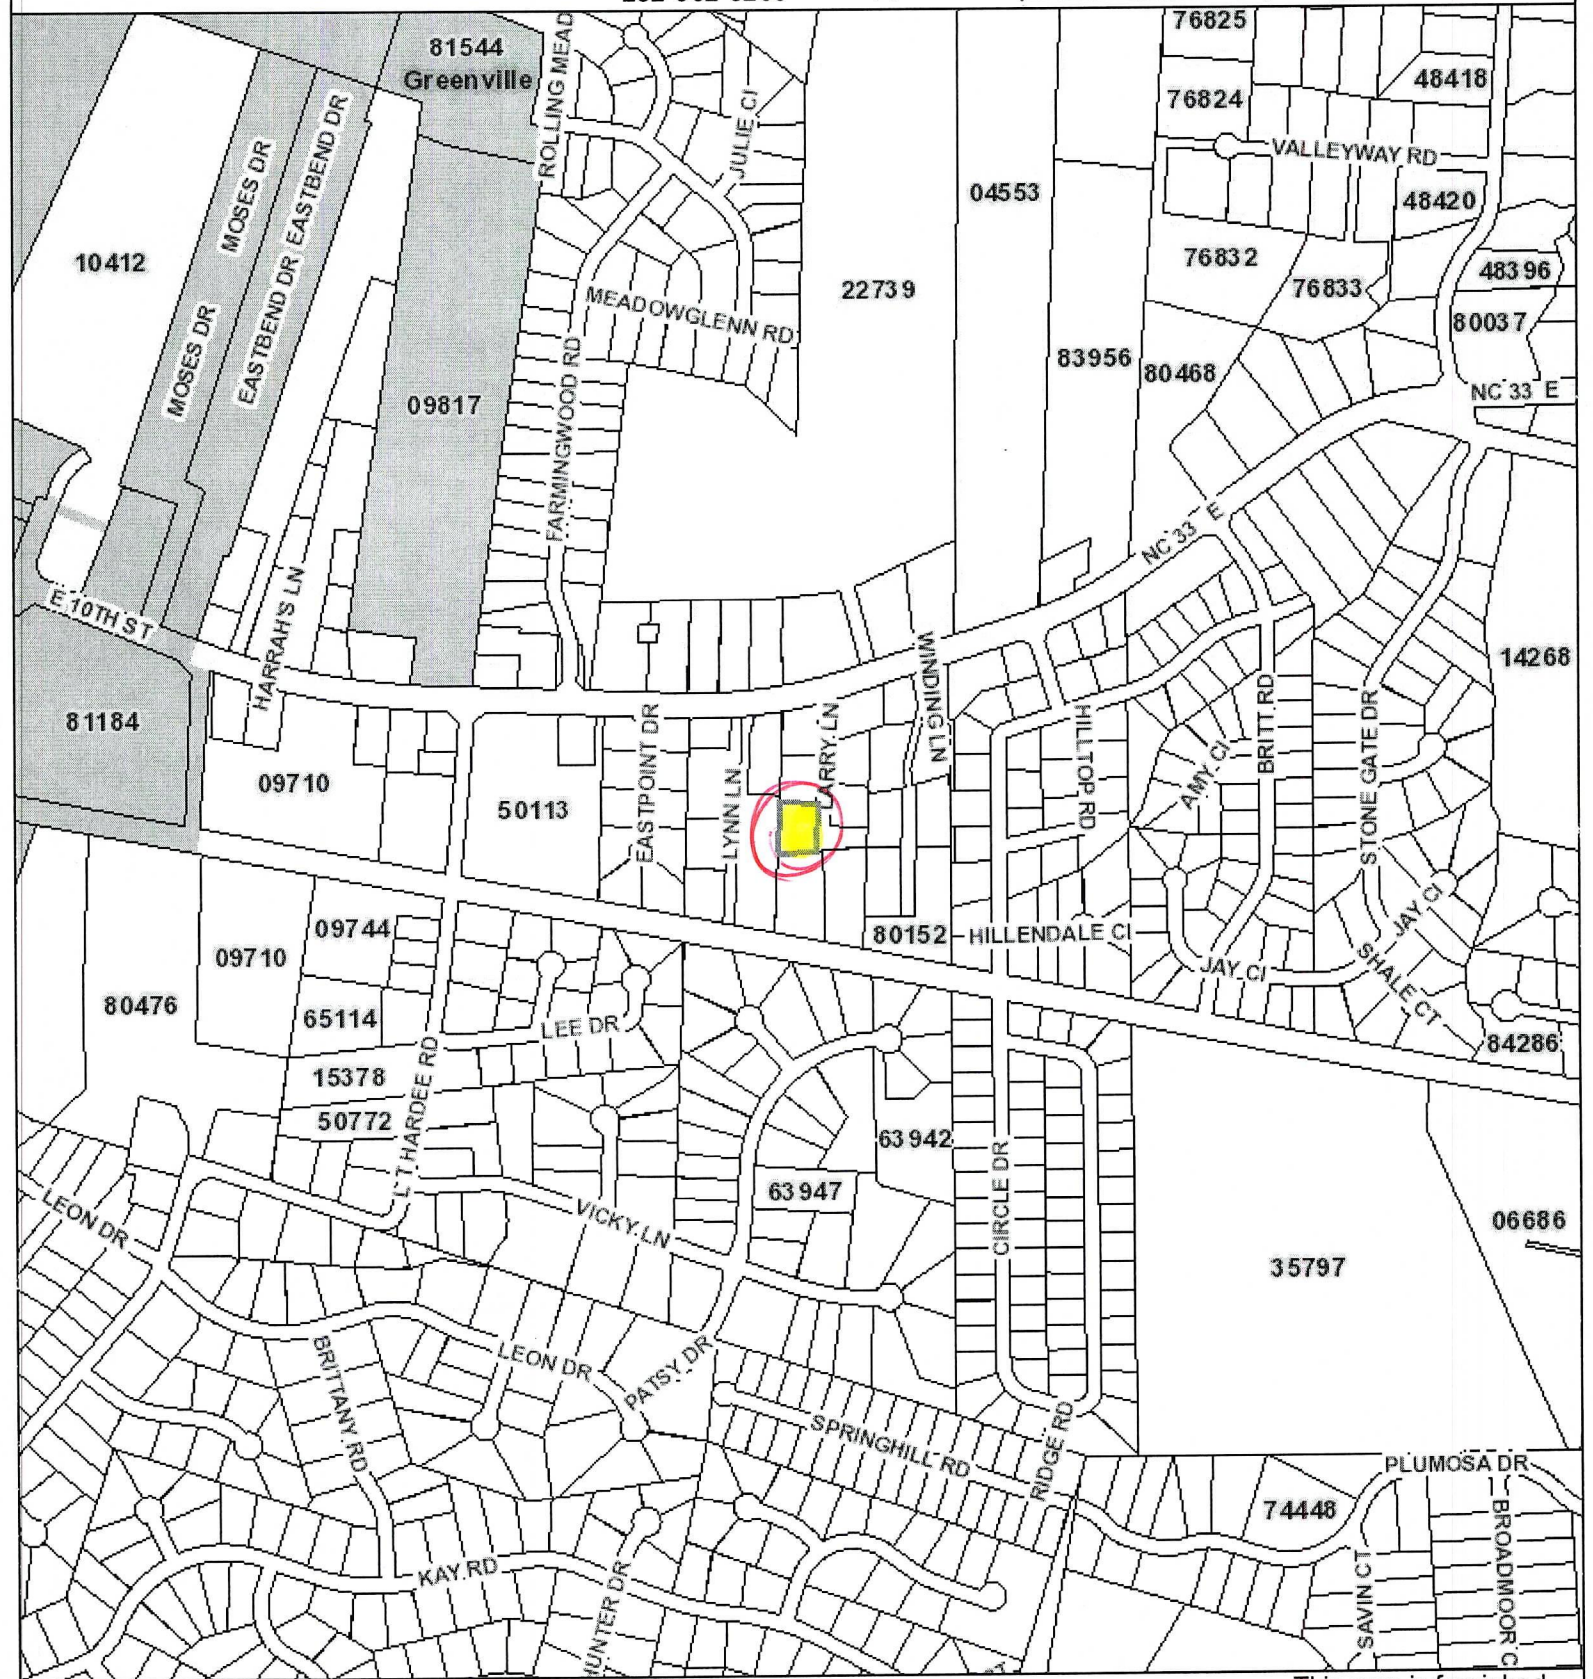 76825
81544
Greenville
ROLLING MEAD
48418
76824
JULIE CI
VALLEYWAY RD
MOSES DR
EASTBEND DR
04553
48420
10412
76832
48396
EASTBEND DR
76833
22739
MEADOWGLENN RD
80037
MOSES DR
83956
80468
NC 33 E
09817
FARMINGWOOD RD
NC 33 E
E 10TH ST
HARRAH'S LN
WINDING LN
14268
81184
EASTPOINT DR
LARRY LN
HILLTOP RD
BRITT RD
STONE GATE DR
AMY CI
09710
50113
LYNN LN
09744
80152
HILLENDALE CI
JAY CI
09710
JAY CI
SHALE CT
80476
65114
LEE DR
84286
15378
50772
L T HARDEE RD
63942
CIRCLE DR
63947
LEON DR
VICKY LN
06686
35797
BRITTANY RD
LEON DR
PATSY DR
SPRINGHILL RD
RIDGE RD
PLUMOSA DR
74448
BROADMOOR C
KAY RD
HUNTER DR
SAVIN CT